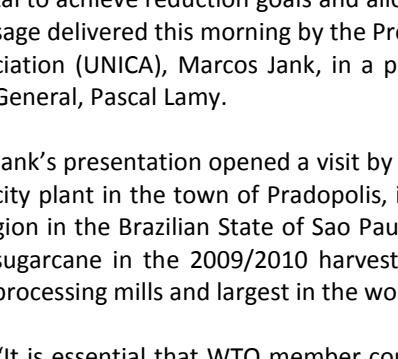 tal to achieve reduction goals and allo
sage delivered this morning by the Pre
ciation (UNICA), Marcos Jank, in a p
General, Pascal Lamy.
ank's presentation opened a visit by
city plant in the town of Pradopolis, i
gion in the Brazilian State of Sao Pau
sugarcane in the 2009/2010 harvest
processing mills and largest in the wo
"It is essential that WTO member cou